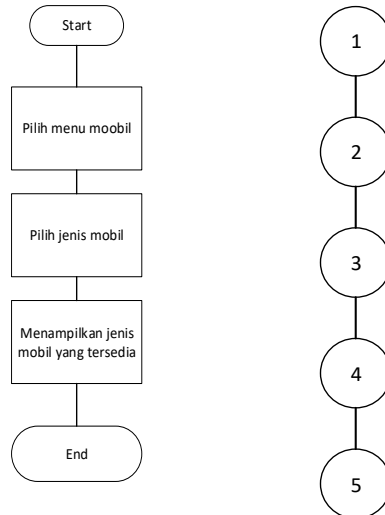 Start
Pilih menu moobil
Pilih jenis mobil
Menampilkan jenis
mobil yang tersedia
End
1
2
3
4
5